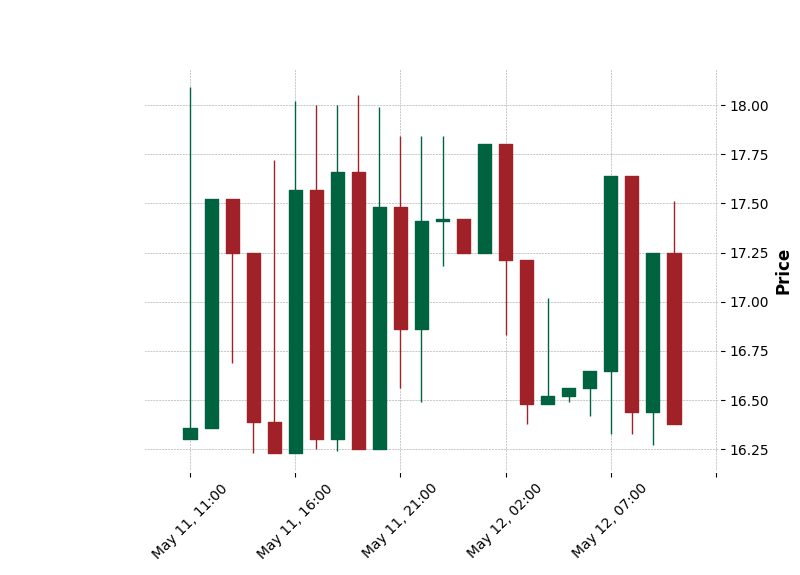 18.00
17.75
17.50
17.25
17.00
16.75
16.50
16.25
Price
May 11, 11:00
May 11, 16:00
May 11, 21:00
May 12, 02:00
May 12, 07:00